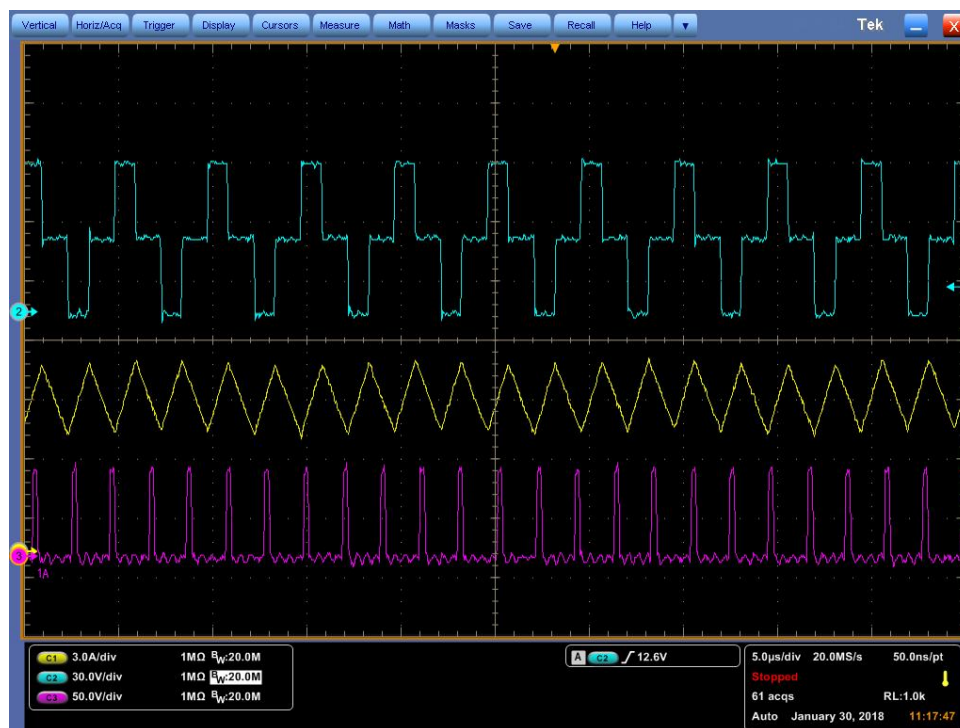 Vertical Horiz/Acq Trigger Display Cursors Measure Math Masks Save Recall Help ▼ Tek X
2
3
1A
C1 3.0A/div 1MΩ BW:20.0M
C2 30.0V/div 1MΩ BW:20.0M
C3 50.0V/div 1MΩ BW:20.0M
A C2 12.6V
5.0µs/div 20.0MS/s 50.0ns/pt
Stopped
61 acqs RL:1.0k
Auto January 30, 2018 11:17:47